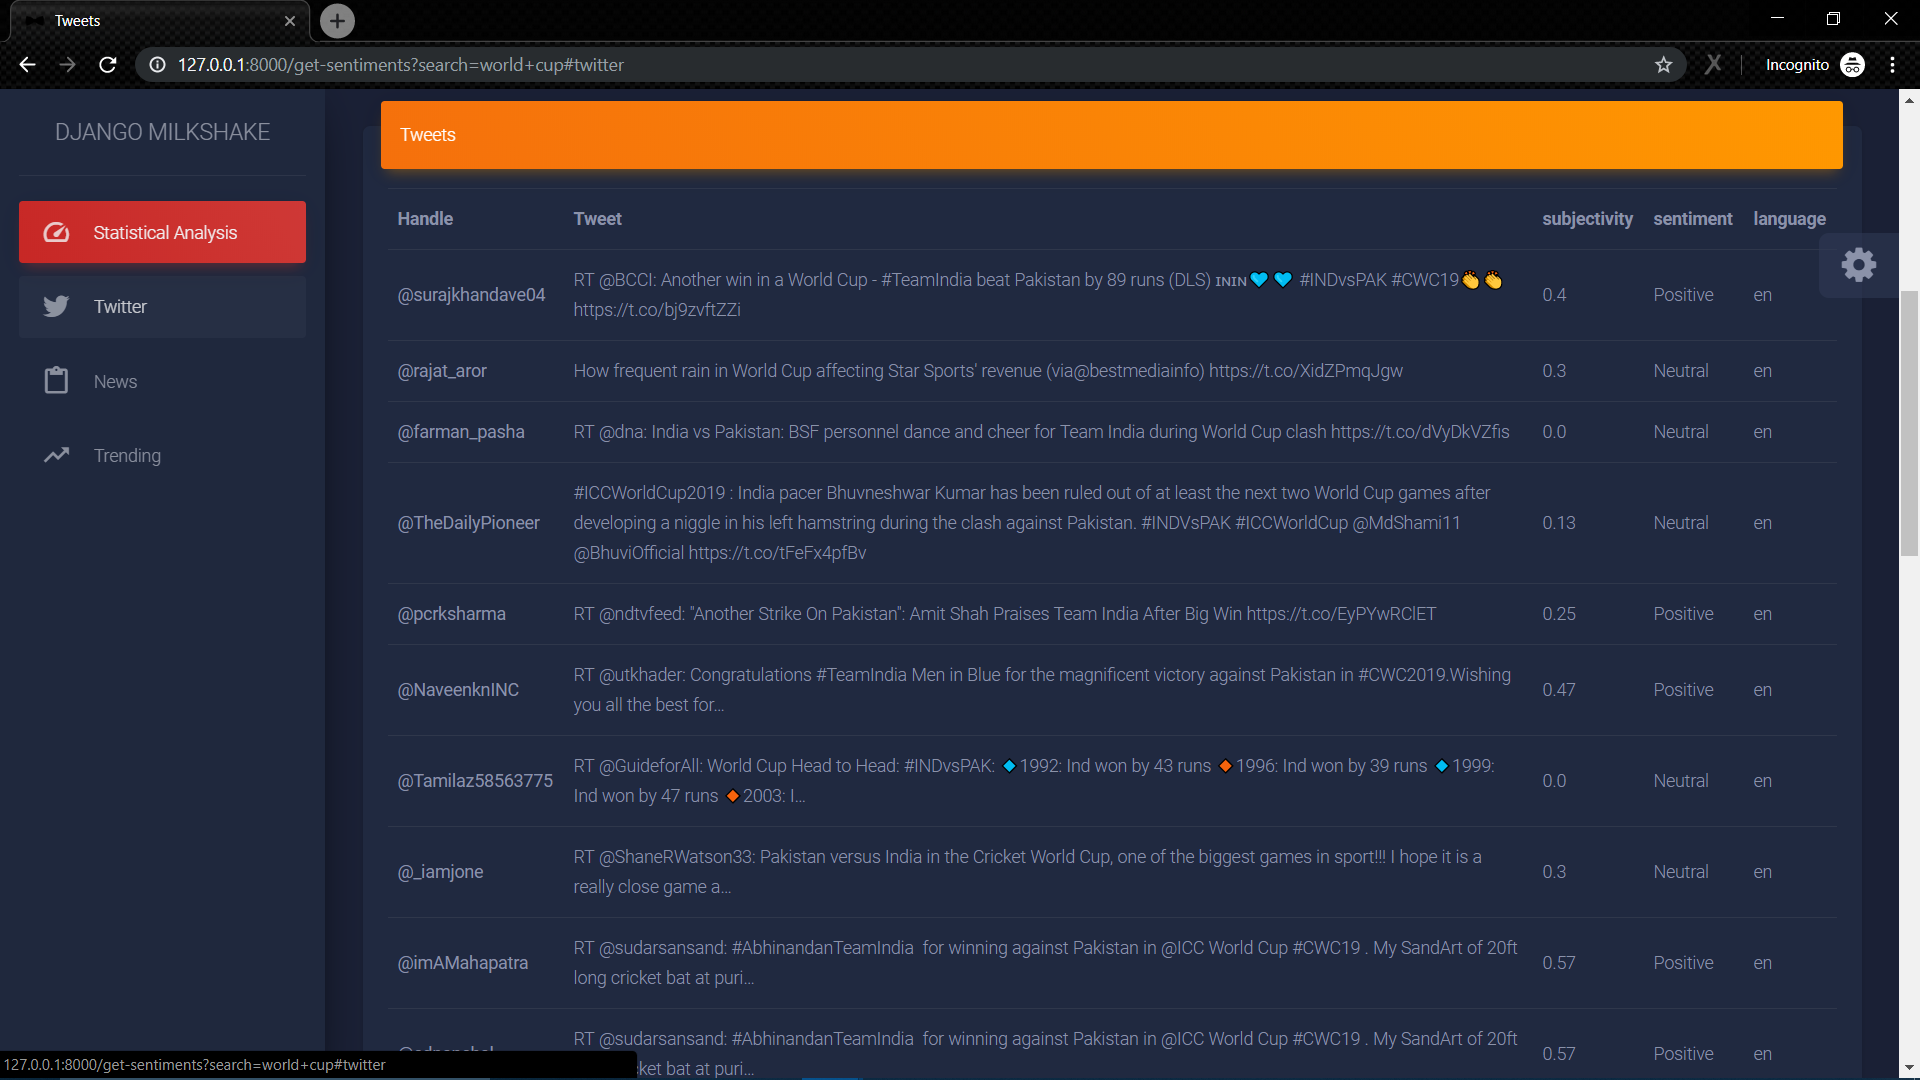 Tweets
127.0.0.1:8000/get-sentiments?search=world+cup#twitter
Incognito
DJANGO MILKSHAKE
Statistical Analysis
Twitter
News
Trending
Tweets
Handle Tweet subjectivity sentiment language
@surajkhandave04 RT @BCCI: Another win in a World Cup - #TeamIndia beat Pakistan by 89 runs (DLS) ɪɴɪɴ💙 💙 #INDvsPAK #CWC19👏👏 0.4 Positive en
https://t.co/bj9zvftZZi
@rajat_aror How frequent rain in World Cup affecting Star Sports' revenue (via@bestmediainfo) https://t.co/XidZPmqJgw 0.3 Neutral en
@farman_pasha RT @dna: India vs Pakistan: BSF personnel dance and cheer for Team India during World Cup clash https://t.co/dVyDkVZfis 0.0 Neutral en
#ICCWorldCup2019 : India pacer Bhuvneshwar Kumar has been ruled out of at least the next two World Cup games after
@TheDailyPioneer developing a niggle in his left hamstring during the clash against Pakistan. #INDVsPAK #ICCWorldCup @MdShami11 0.13 Neutral en
@BhuviOfficial https://t.co/tFeFx4pfBv
@pcrksharma RT @ndtvfeed: "Another Strike On Pakistan": Amit Shah Praises Team India After Big Win https://t.co/EyPYwRClET 0.25 Positive en
@NaveenknINC RT @utkhader: Congratulations #TeamIndia Men in Blue for the magnificent victory against Pakistan in #CWC2019.Wishing 0.47 Positive en
you all the best for…
@Tamilaz58563775 RT @GuideforAll: World Cup Head to Head: #INDvsPAK: 🔹1992: Ind won by 43 runs 🔸1996: Ind won by 39 runs 🔹1999: 0.0 Neutral en
Ind won by 47 runs 🔸2003: I…
@_iamjone RT @ShaneRWatson33: Pakistan versus India in the Cricket World Cup, one of the biggest games in sport!!! I hope it is a 0.3 Neutral en
really close game a…
@imAMahapatra RT @sudarsansand: #AbhinandanTeamIndia for winning against Pakistan in @ICC World Cup #CWC19 . My SandArt of 20ft 0.57 Positive en
long cricket bat at puri…
RT @sudarsansand: #AbhinandanTeamIndia for winning against Pakistan in @ICC World Cup #CWC19 . My SandArt of 20ft 0.57 Positive en
bat at puri…
127.0.0.1:8000/get-sentiments?search=world+cup#twitter